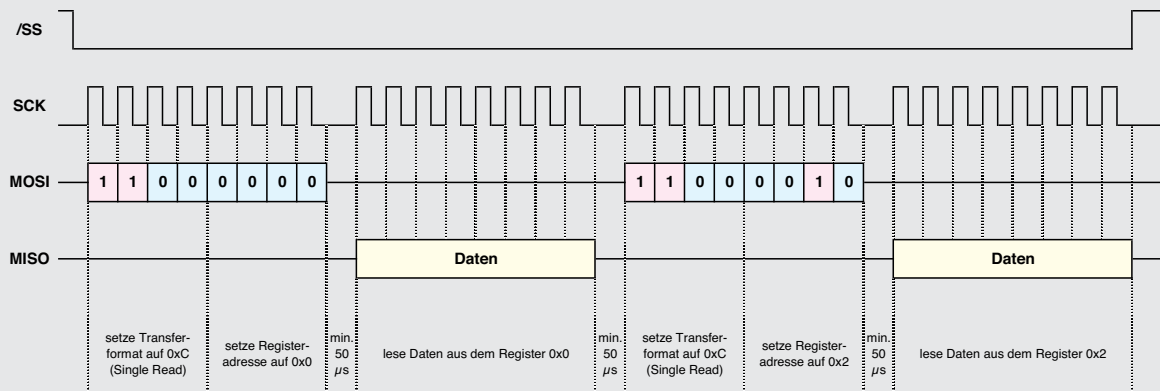 /SS
SCK
MOSI 1 1 0 0 0 0 0 0 1 1 0 0 0 0 1 0
MISO Daten Daten
setze Transfer-
format auf 0xC
(Single Read)
setze Register-
adresse auf 0x0
min.
50
µs
lese Daten aus dem Register 0x0
min.
50
µs
setze Transfer-
format auf 0xC
(Single Read)
setze Register-
adresse auf 0x2
min.
50
µs
lese Daten aus dem Register 0x2